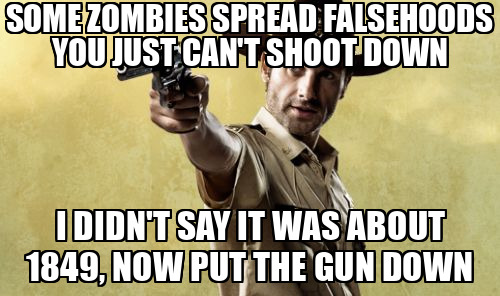 SOME ZOMBIES SPREAD FALSEHOODS
YOU JUST CAN'T SHOOT DOWN
I DIDN'T SAY IT WAS ABOUT
1849, NOW PUT THE GUN DOWN